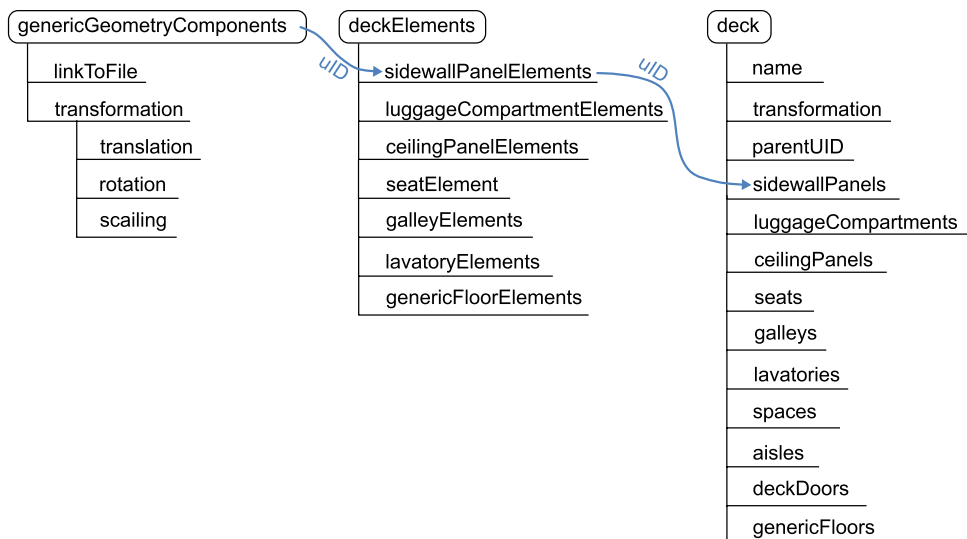 genericGeometryComponents
linkToFile
transformation
translation
rotation
scailing
uID
deckElements
sidewallPanelElements
luggageCompartmentElements
ceilingPanelElements
seatElement
galleyElements
lavatoryElements
genericFloorElements
uID
deck
name
transformation
parentUID
sidewallPanels
luggageCompartments
ceilingPanels
seats
galleys
lavatories
spaces
aisles
deckDoors
genericFloors